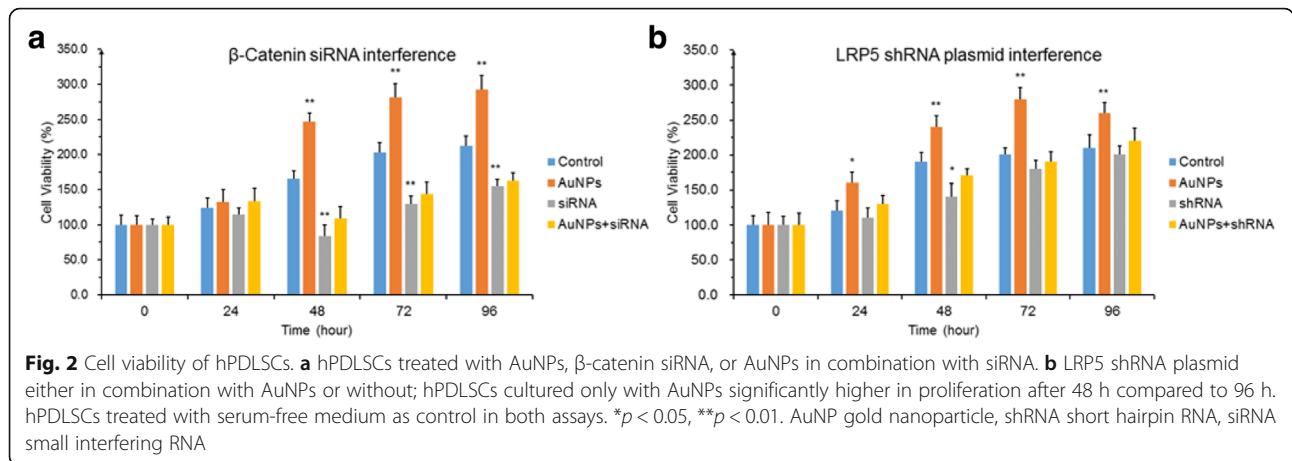 a
β-Catenin siRNA interference
350.0
300.0
250.0
200.0
150.0
100.0
50.0
0.0
Cell Viability (%)
**
**
**
**
**
**
0 24 48 72 96
Time (hour)
Control
AuNPs
siRNA
AuNPs+siRNA
b
LRP5 shRNA plasmid interference
350.0
300.0
250.0
200.0
150.0
100.0
50.0
0.0
Cell Viability (%)
*
**
*
**
**
0 24 48 72 96
Time (hour)
Control
AuNPs
shRNA
AuNPs+shRNA
Fig. 2 Cell viability of hPDLSCs. a hPDLSCs treated with AuNPs, β-catenin siRNA, or AuNPs in combination with siRNA. b LRP5 shRNA plasmid
either in combination with AuNPs or without; hPDLSCs cultured only with AuNPs significantly higher in proliferation after 48 h compared to 96 h.
hPDLSCs treated with serum-free medium as control in both assays. *p < 0.05, **p < 0.01. AuNP gold nanoparticle, shRNA short hairpin RNA, siRNA
small interfering RNA